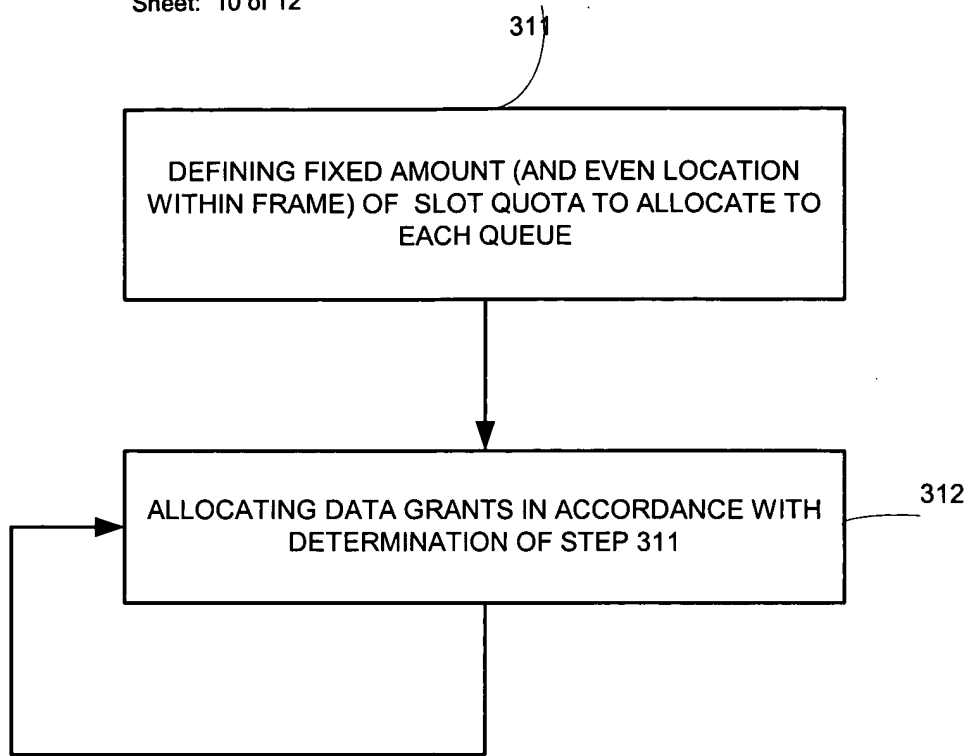 Sheet: 10 of 12
311
DEFINING FIXED AMOUNT (AND EVEN LOCATION
WITHIN FRAME) OF SLOT QUOTA TO ALLOCATE TO
EACH QUEUE
ALLOCATING DATA GRANTS IN ACCORDANCE WITH
DETERMINATION OF STEP 311
312